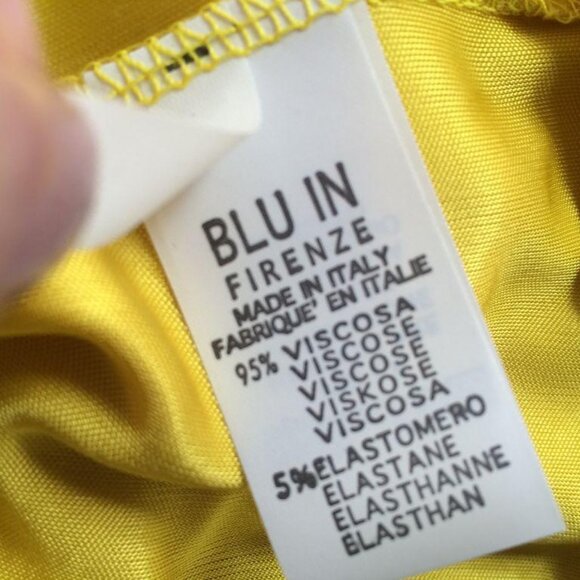 BLU IN
FIRENZE
MADE IN ITALY
FABRIQUE' EN ITALIE
95% VISCOSA
VISCOSE
VISCOSE
VISKOSE
VISCOSA
5% ELASTOMERO
ELASTANE
ELASTHANNE
ELASTHAN